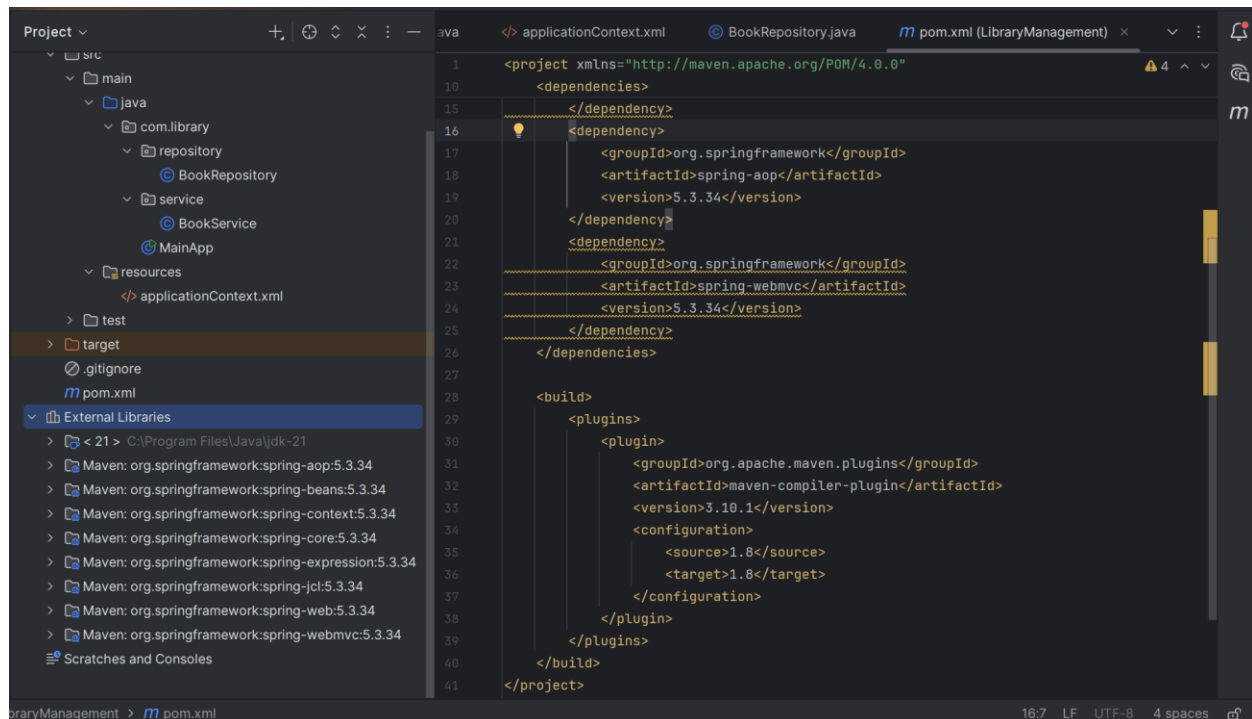 Project
ava
applicationContext.xml
BookRepository.java
m pom.xml (LibraryManagement)
src
main
java
com.library
repository
BookRepository
service
BookService
MainApp
resources
applicationContext.xml
test
target
.gitignore
m pom.xml
External Libraries
< 21 > C:\Program Files\Java\jdk-21
Maven: org.springframework:spring-aop:5.3.34
Maven: org.springframework:spring-beans:5.3.34
Maven: org.springframework:spring-context:5.3.34
Maven: org.springframework:spring-core:5.3.34
Maven: org.springframework:spring-expression:5.3.34
Maven: org.springframework:spring-jcl:5.3.34
Maven: org.springframework:spring-web:5.3.34
Maven: org.springframework:spring-webmvc:5.3.34
Scratches and Consoles
1 <project xmlns="http://maven.apache.org/POM/4.0.0"
4
m
10 <dependencies>
15 </dependency>
16 <dependency>
17 <groupId>org.springframework</groupId>
18 <artifactId>spring-aop</artifactId>
19 <version>5.3.34</version>
20 </dependency>
21 <dependency>
22 <groupId>org.springframework</groupId>
23 <artifactId>spring-webmvc</artifactId>
24 <version>5.3.34</version>
25 </dependency>
26 </dependencies>
27
28 <build>
29 <plugins>
30 <plugin>
31 <groupId>org.apache.maven.plugins</groupId>
32 <artifactId>maven-compiler-plugin</artifactId>
33 <version>3.10.1</version>
34 <configuration>
35 <source>1.8</source>
36 <target>1.8</target>
37 </configuration>
38 </plugin>
39 </plugins>
40 </build>
41 </project>
oraryManagement > m pom.xml
16:7 LF UTF-8 4 spaces